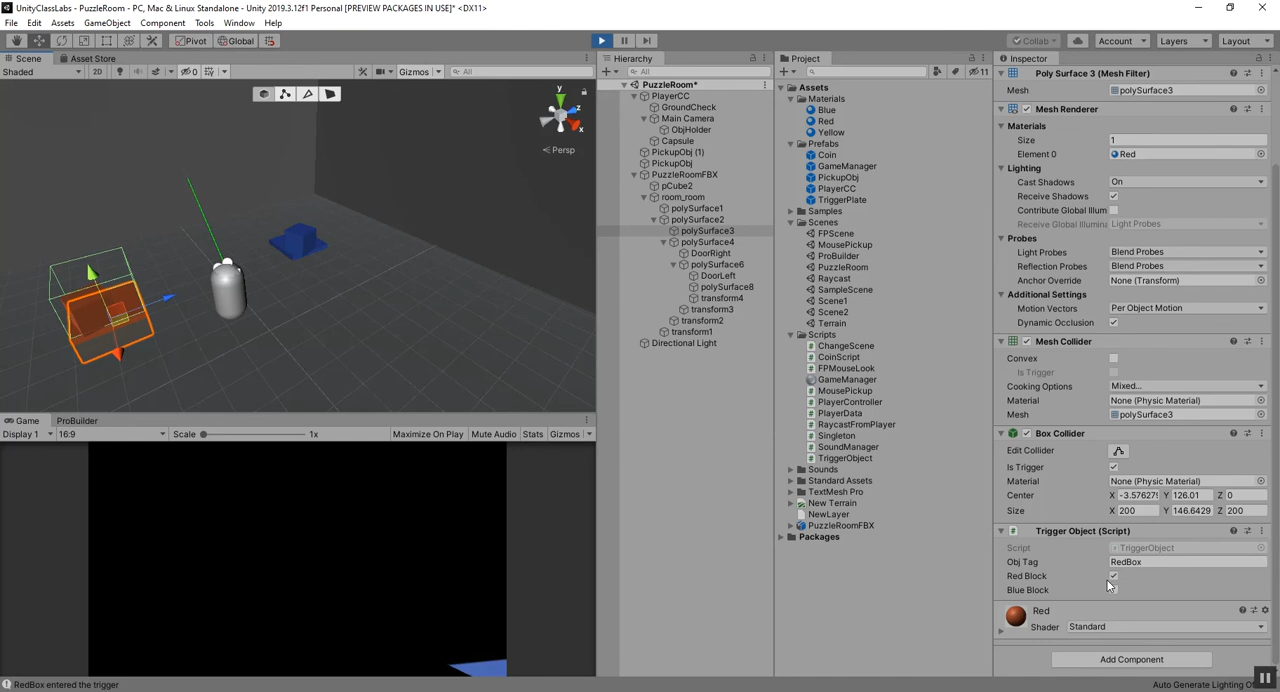 UnityClassLabs - PuzzleRoom - PC, Mac & Linux Standalone - Unity 2019.3.12f1 Personal [PREVIEW PACKAGES IN USE]* <DX11>
File Edit Assets GameObject Component Tools Window Help
Pivot Global Collab Account Layers Layout
Scene Asset Store
Shaded 2D 0 Gizmos All
y
z
x
Persp
Game ProBuilder
Display 1 16:9 Scale 1x Maximize On Play Mute Audio Stats Gizmos
Hierarchy
All
PuzzleRoom*
PlayerCC
GroundCheck
Main Camera
ObjHolder
Capsule
PickupObj (1)
PickupObj
PuzzleRoomFBX
pCube2
room_room
polySurface1
polySurface2
polySurface3
polySurface4
DoorRight
polySurface6
DoorLeft
polySurface8
transform4
transform3
transform2
transform1
Directional Light
Project
11
Assets
Materials
Blue
Red
Yellow
Prefabs
Coin
GameManager
PickupObj
PlayerCC
TriggerPlate
Samples
Scenes
FPScene
MousePickup
ProBuilder
PuzzleRoom
Raycast
SampleScene
Scene1
Scene2
Terrain
Scripts
ChangeScene
CoinScript
FPMouseLook
GameManager
MousePickup
PlayerController
PlayerData
RaycastFromPlayer
Singleton
SoundManager
TriggerObject
Sounds
Standard Assets
TextMesh Pro
New Terrain
NewLayer
PuzzleRoomFBX
Packages
Inspector
Poly Surface 3 (Mesh Filter)
Mesh polySurface3
Mesh Renderer
Materials
Size 1
Element 0 Red
Lighting
Cast Shadows On
Receive Shadows
Contribute Global Illum
Receive Global Illumin Light Probes
Probes
Light Probes Blend Probes
Reflection Probes Blend Probes
Anchor Override None (Transform)
Additional Settings
Motion Vectors Per Object Motion
Dynamic Occlusion
Mesh Collider
Convex
Is Trigger
Cooking Options Mixed...
Material None (Physic Material)
Mesh polySurface3
Box Collider
Edit Collider
Is Trigger
Material None (Physic Material)
Center X -3.57627 Y 126.01 Z 0
Size X 200 Y 146.6429 Z 200
Trigger Object (Script)
Script TriggerObject
Obj Tag RedBox
Red Block
Blue Block
Red
Shader Standard
Add Component
RedBox entered the trigger
Auto Generate Lighting